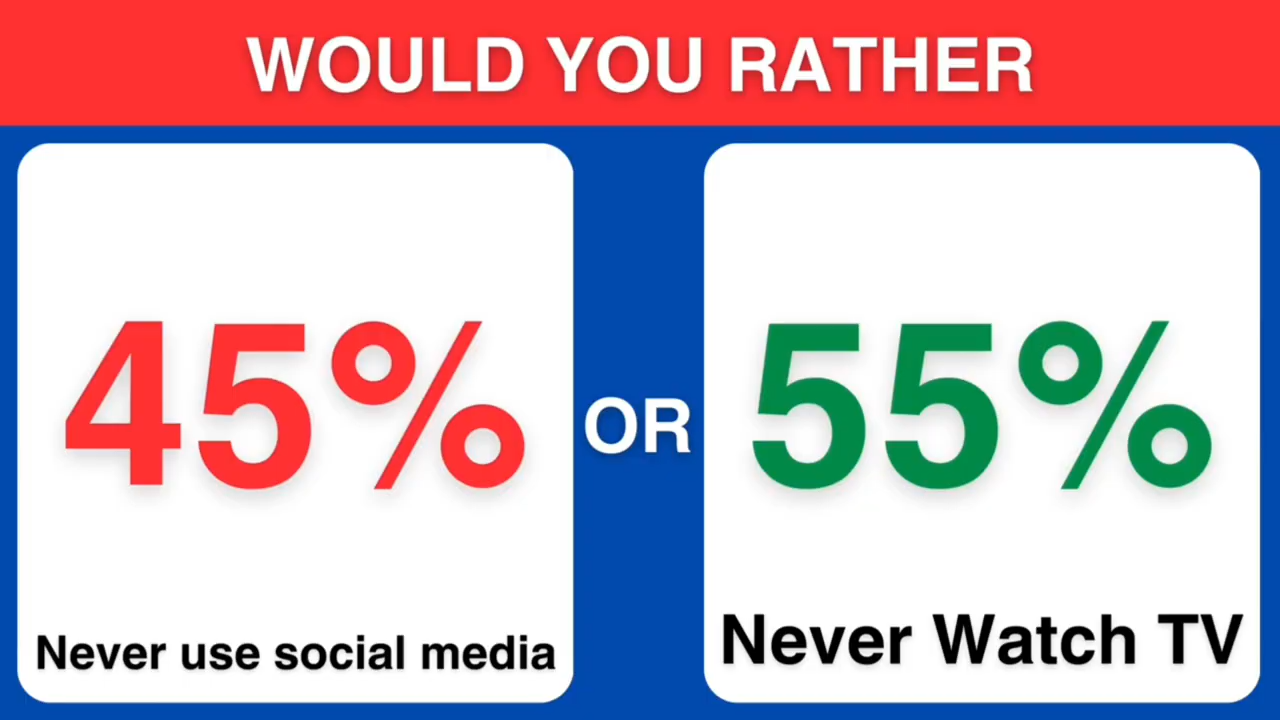 WOULD YOU RATHER
45%
Never use social media
OR
55%
Never Watch TV